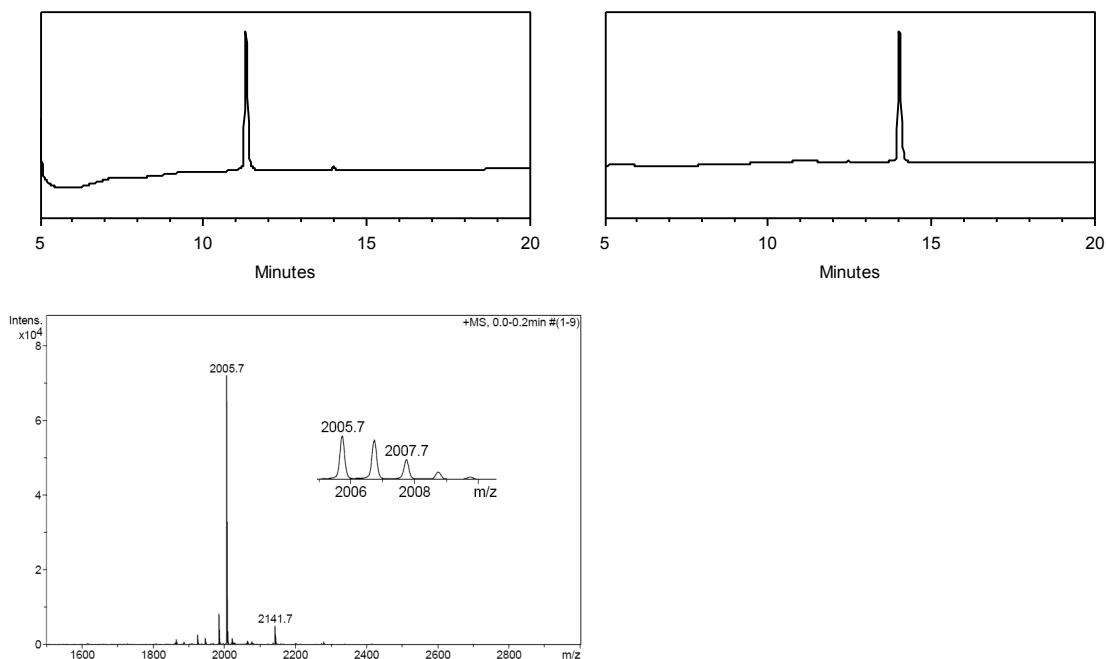 5 10 15 20
Minutes
5 10 15 20
Minutes
Intens.
x10⁴
+MS, 0.0-0.2min #(1-9)
8
2005.7
6
2005.7
2007.7
2006 2008 m/z
4
2
2141.7
0
1600 1800 2000 2200 2400 2600 2800 m/z